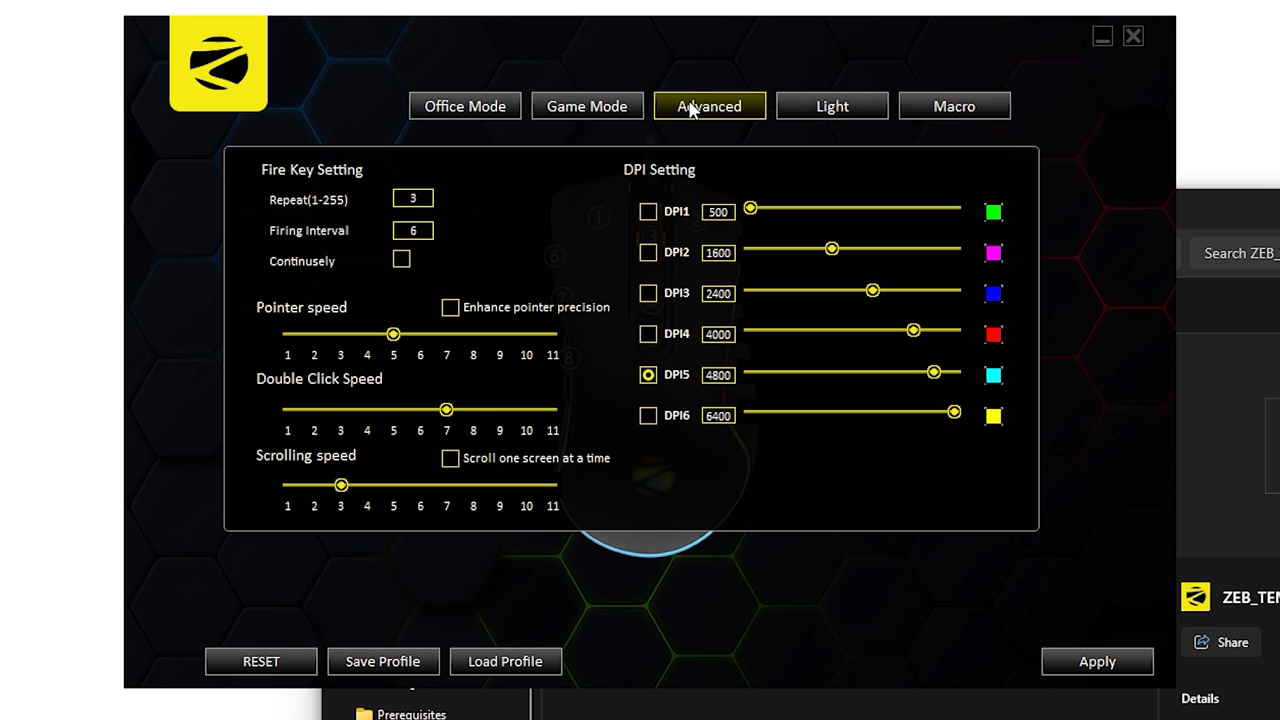 Office Mode
Game Mode
Advanced
Light
Macro
Fire Key Setting
Repeat(1-255) 3
Firing Interval 6
Continusely
Pointer speed
Enhance pointer precision
1 2 3 4 5 6 7 8 9 10 11
Double Click Speed
1 2 3 4 5 6 7 8 9 10 11
Scrolling speed
Scroll one screen at a time
1 2 3 4 5 6 7 8 9 10 11
DPI Setting
DPI1 500
DPI2 1600
DPI3 2400
DPI4 4000
DPI5 4800
DPI6 6400
RESET
Save Profile
Load Profile
Apply
Search ZEB_
ZEB_TEM
Share
Details
Prerequisites